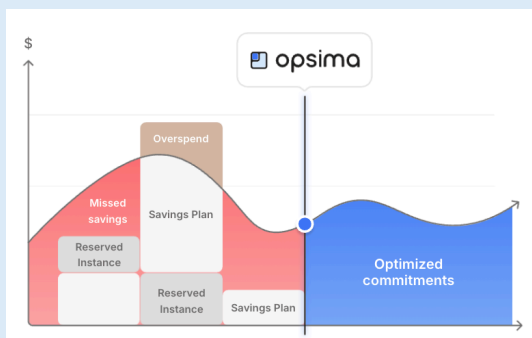 $
opsima
Overspend
Missed
savings
Savings Plan
Reserved
Instance
Optimized
commitments
Reserved
Instance
Savings Plan